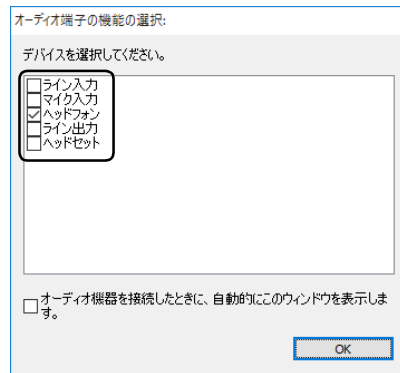 オーディオ端子の機能の選択:
デバイスを選択してください。
ライン入力
マイク入力
ヘッドフォン
ライン出力
ヘッドセット
オーディオ機器を接続したときに、自動的にこのウィンドウを表示しま
す。
OK